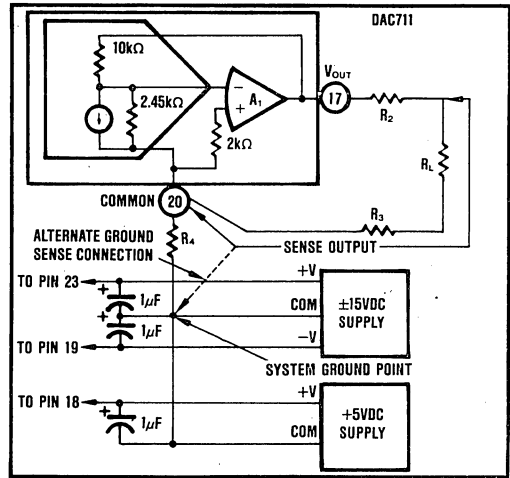 DAC711
10kΩ
2.45kΩ
A1
−
+
2kΩ
VOUT
17
R2
RL
R3
COMMON
20
R4
ALTERNATE GROUND
SENSE CONNECTION
SENSE OUTPUT
TO PIN 23
+
1µF
+V
COM
±15VDC
SUPPLY
+
1µF
−V
TO PIN 19
SYSTEM GROUND POINT
TO PIN 18
+
1µF
+V
COM
+5VDC
SUPPLY